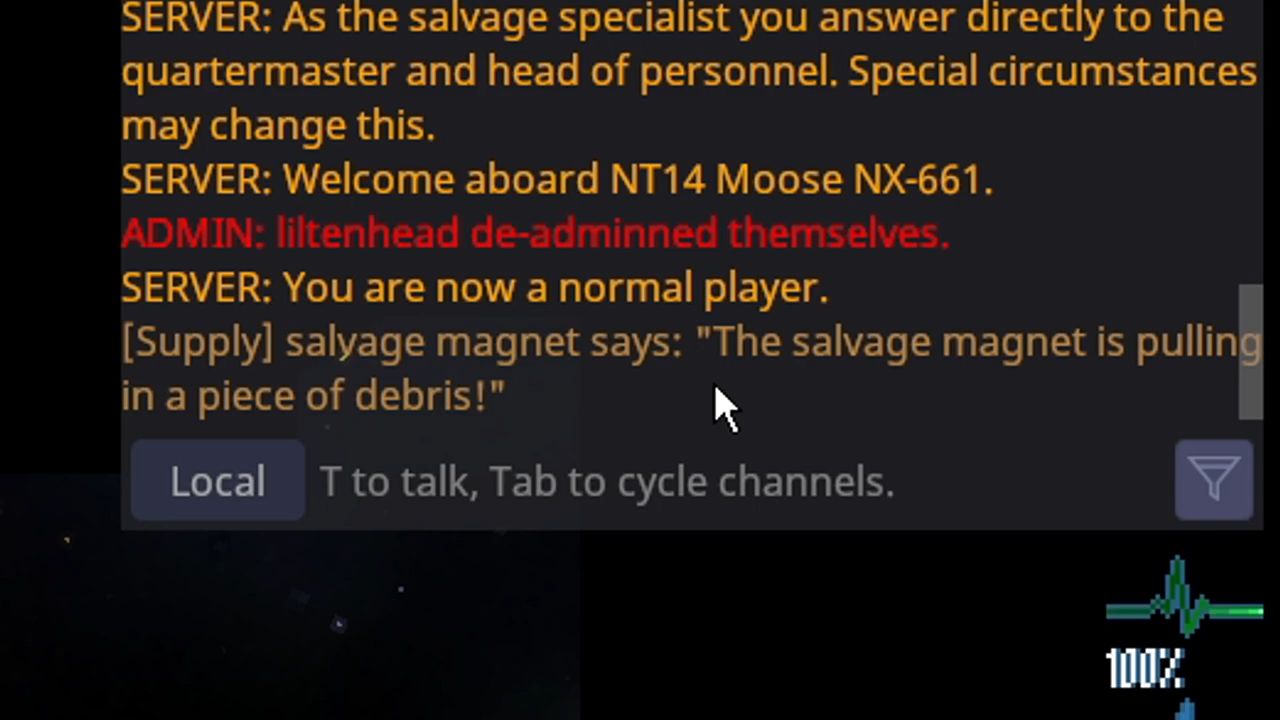 SERVER: As the salvage specialist you answer directly to the
quartermaster and head of personnel. Special circumstances
may change this.
SERVER: Welcome aboard NT14 Moose NX-661.
ADMIN: liltenhead de-adminned themselves.
SERVER: You are now a normal player.
[Supply] salvage magnet says: "The salvage magnet is pulling
in a piece of debris!"
Local T to talk, Tab to cycle channels.
100%